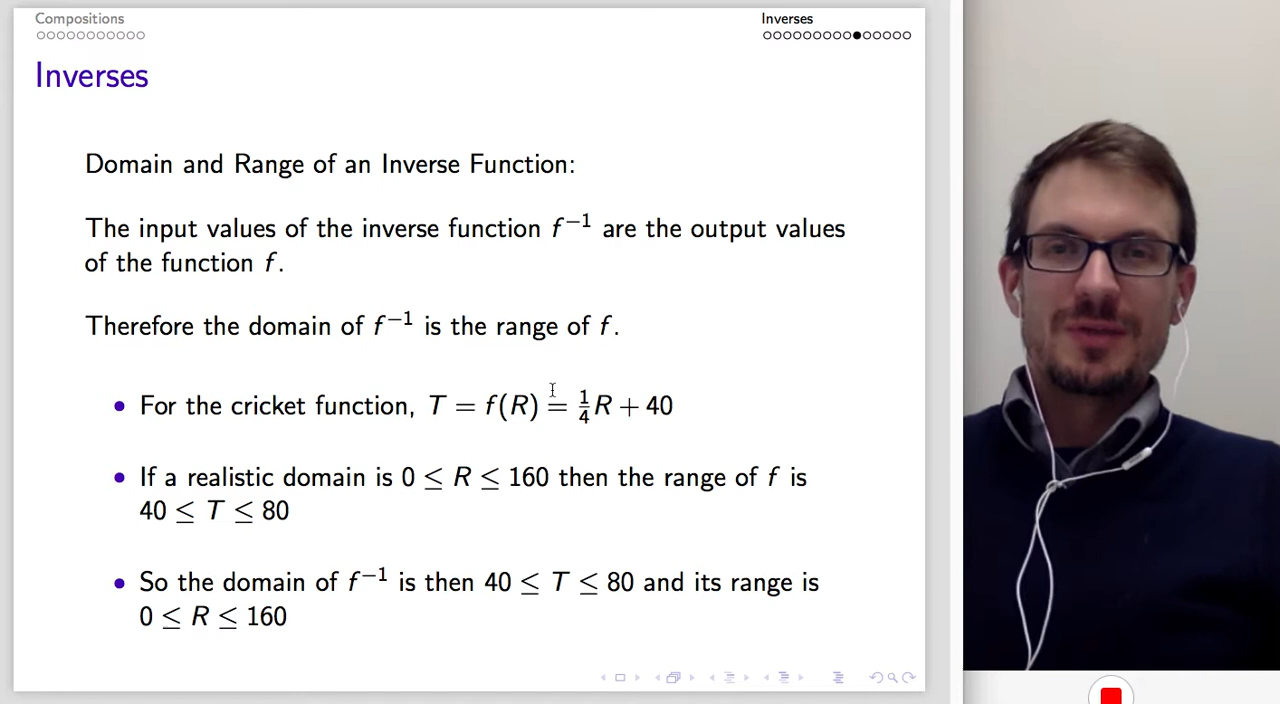 Compositions
Inverses
Inverses
Domain and Range of an Inverse Function:
The input values of the inverse function f⁻¹ are the output values
of the function f.
Therefore the domain of f⁻¹ is the range of f.
• For the cricket function, T = f(R) = 1/4 R + 40
• If a realistic domain is 0 ≤ R ≤ 160 then the range of f is
40 ≤ T ≤ 80
• So the domain of f⁻¹ is then 40 ≤ T ≤ 80 and its range is
0 ≤ R ≤ 160